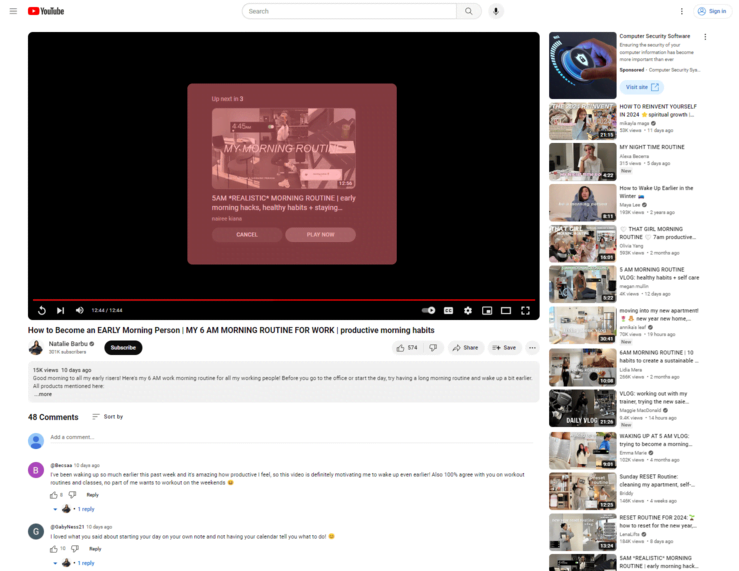 YouTube
Search
Sign in
Up next in 3
4:45am
MY MORNING ROUTINE
12:36
5AM *REALISTIC* MORNING ROUTINE | early
morning hacks, healthy habits + staying...
CANCEL
PLAY NOW
12:44 / 12:44
How to Become an EARLY Morning Person | MY 6 AM MORNING ROUTINE FOR WORK | productive morning habits
Natalie Barbu
301K subscribers
Subscribe
574
Share
Save
15K views 10 days ago
Good morning to all my early risers! Here's my 6 AM work morning routine for all my working people! Before you go to the office or start the day, try having a long morning routine and wake up a bit earlier.
All products mentioned here:
...more
48 Comments
Sort by
Add a comment...
B
@Beccaa 10 days ago
I've been waking up so-much earlier this past week and it's amazing how productive I feel, so this video is definitely motivating me to wake up even earlier! Also 100% agree with you on workout
routines and classes, no part of me wants to workout on the weekends 😄
8
Reply
1 reply
G
@GabyNess21 10 days ago
I loved what you said about starting your day on your own note and not having your calendar tell you what to do! 😊
10
Reply
1 reply
Computer Security Software
Ensuring the security of your
computer information has become
more important than ever
Sponsored · Computer Security Sys...
Visit site
21:15
HOW TO REINVENT YOURSELF
IN 2024 🌟 spiritual growth |...
mikayla mags
53K views • 11 days ago
4:22
MY NIGHT TIME ROUTINE
Alena Becerra
315 views • 5 days ago
New
8:11
How to Wake Up Earlier in the
Winter
Maya Lee
193K views • 2 years ago
16:21
THAT GIRL MORNING
ROUTINE 7am productive...
Olivia Yang
593K views • 2 months ago
5:22
5 AM MORNING ROUTINE
VLOG: healthy habits + self care
megan mullin
4K views • 12 days ago
30:41
moving into my new apartment!
new year new home,...
annika's leaf
70K views • 19 hours ago
New
10:08
6AM MORNING ROUTINE | 10
habits to create a sustainable ...
Lidia Mera
266K views • 2 months ago
DAILY VLOG
21:26
VLOG: working out with my
trainer, trying the new saie...
Maggie MacDonald
6.4K views • 14 hours ago
New
9:01
WAKING UP AT 5 AM VLOG:
trying to become a morning...
Emma Marie
102K views • 4 months ago
12:25
Sunday RESET Routine:
cleaning my apartment, self-...
Briddy
146K views • 4 weeks ago
13:24
RESET ROUTINE FOR 2024:
how to reset for the new year,...
LenaLifts
184K views • 8 days ago
5AM *REALISTIC* MORNING
ROUTINE | early morning hack...